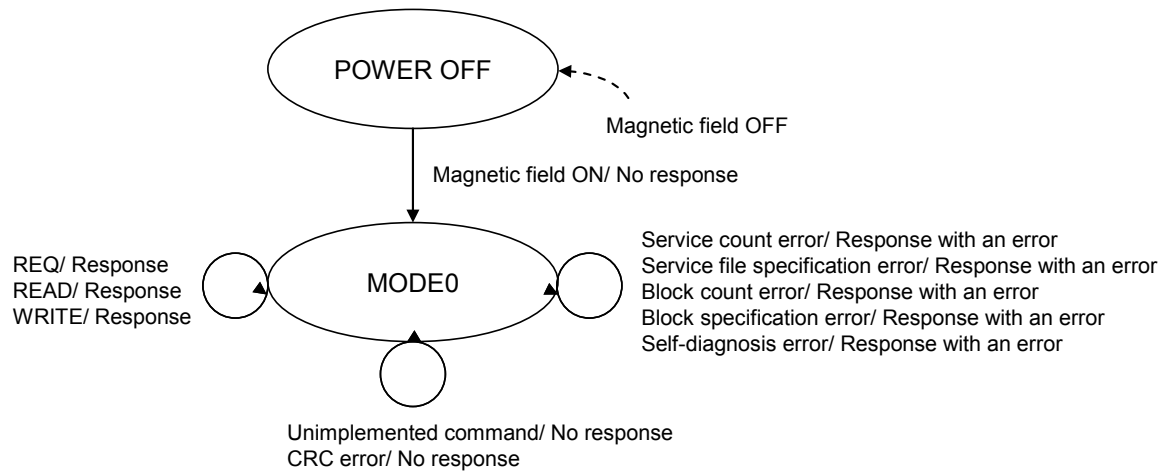 POWER OFF
Magnetic field OFF
Magnetic field ON/ No response
REQ/ Response
READ/ Response
WRITE/ Response
MODE0
Service count error/ Response with an error
Service file specification error/ Response with an error
Block count error/ Response with an error
Block specification error/ Response with an error
Self-diagnosis error/ Response with an error
Unimplemented command/ No response
CRC error/ No response